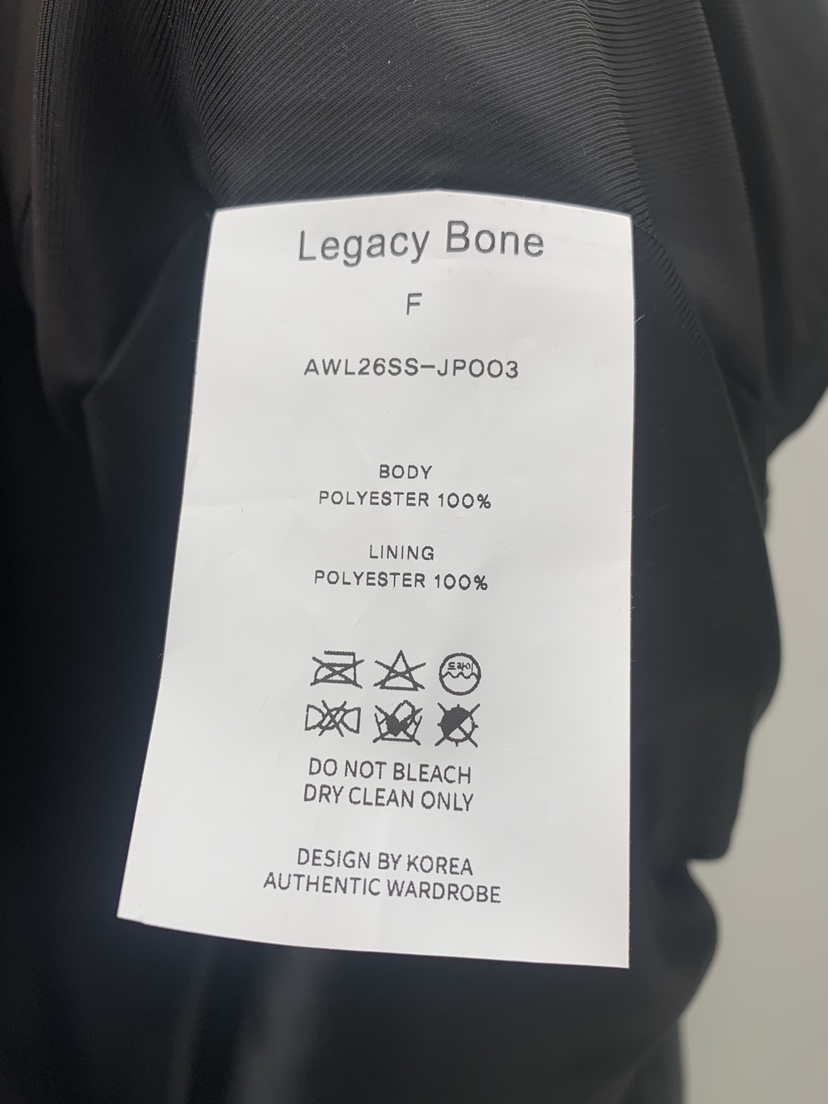 Legacy Bone
F
AWL26SS-JP003
BODY
POLYESTER 100%
LINING
POLYESTER 100%
드라이
DO NOT BLEACH
DRY CLEAN ONLY
DESIGN BY KOREA
AUTHENTIC WARDROBE